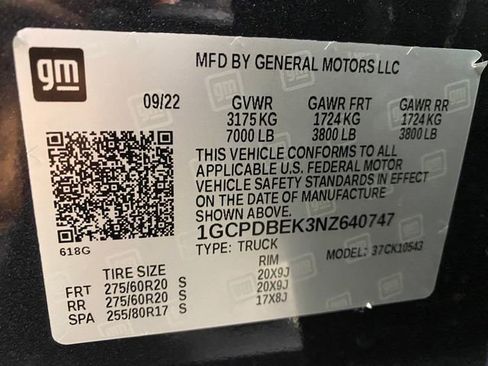 gm
MFD BY GENERAL MOTORS LLC
09/22 GVWR GAWR FRT GAWR RR
3175 KG 1724 KG 1724 KG
7000 LB 3800 LB 3800 LB
THIS VEHICLE CONFORMS TO ALL
APPLICABLE U.S. FEDERAL MOTOR
VEHICLE SAFETY STANDARDS IN EFFECT
ON THE DATE OF MANUFACTURE
SHOWN ABOVE.
1GCPDBEK3NZ640747
618G TYPE: TRUCK MODEL: 37CK10543
TIRE SIZE RIM
FRT 275/60R20 S 20X9J
RR 275/60R20 S 20X9J
SPA 255/80R17 S 17X8J